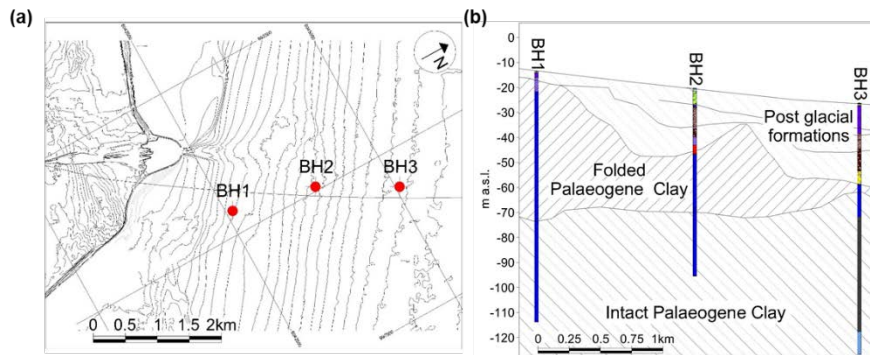 (a)
N
BH1
BH2
BH3
0 0.5 1 1.5 2km
(b)
m a.s.l.
0
-10
-20
-30
-40
-50
-60
-70
-80
-90
-100
-110
-120
BH1
BH2
BH3
Post glacial
formations
Folded
Palaeogene Clay
Intact Palaeogene Clay
0 0.25 0.5 0.75 1km